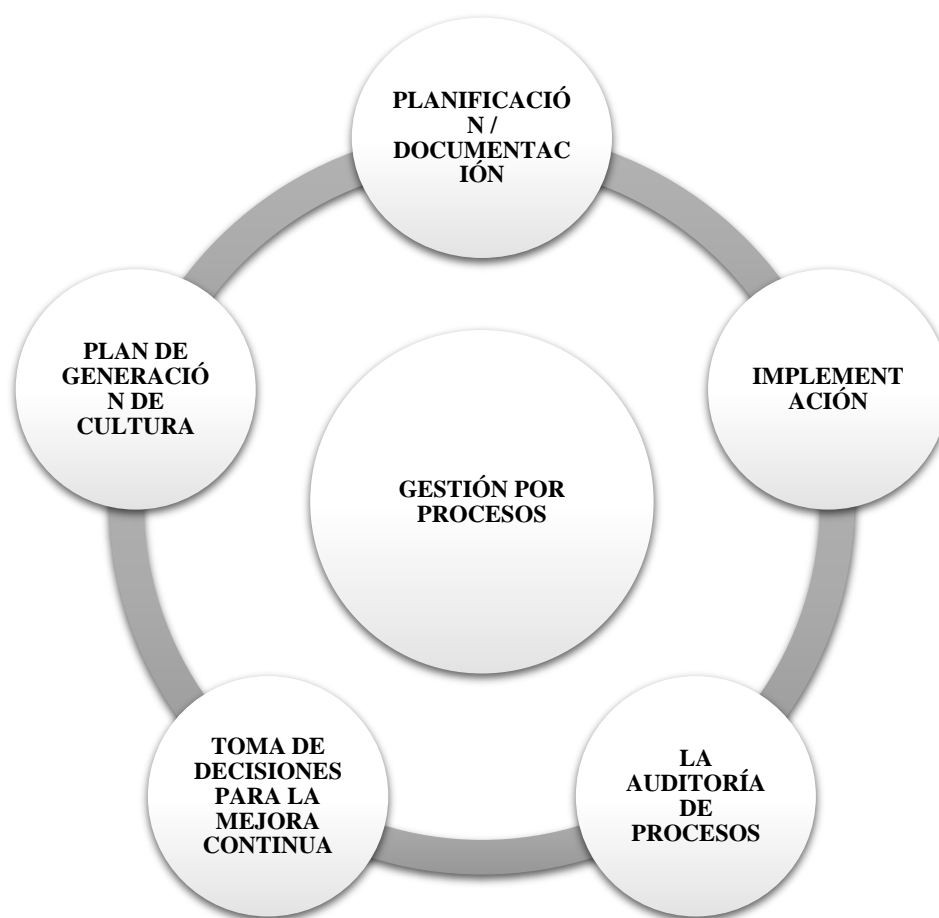 PLANIFICACIÓ
N /
DOCUMENTAC
IÓN
PLAN DE
GENERACIÓ
N DE
CULTURA
IMPLEMENT
ACIÓN
GESTIÓN POR
PROCESOS
TOMA DE
DECISIONES
PARA LA
MEJORA
CONTINUA
LA
AUDITORÍA
DE
PROCESOS